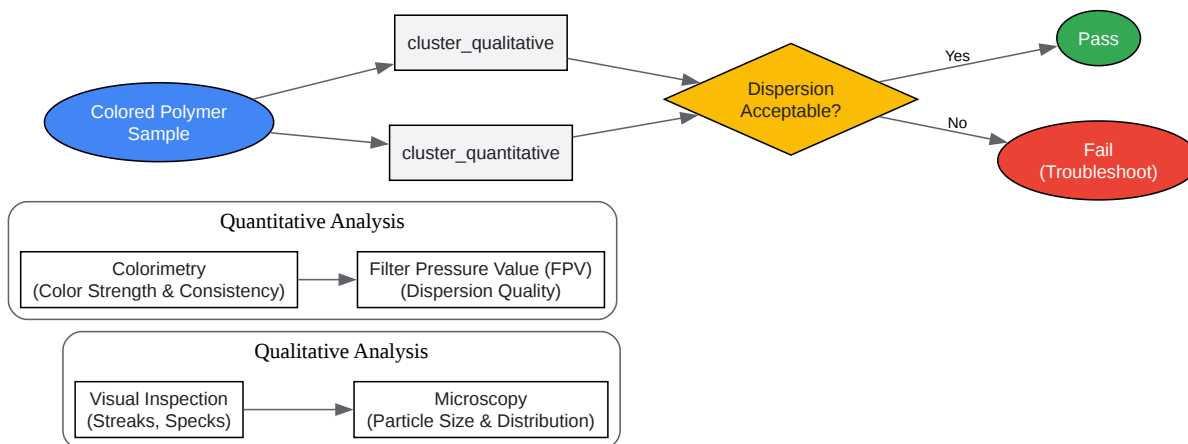 cluster_qualitative
Pass
Yes
Dispersion
Acceptable?
Colored Polymer
Sample
No
cluster_quantitative
Fail
(Troubleshoot)
Quantitative Analysis
Colorimetry
(Color Strength & Consistency)
Filter Pressure Value (FPV)
(Dispersion Quality)
Qualitative Analysis
Visual Inspection
(Streaks, Specks)
Microscopy
(Particle Size & Distribution)